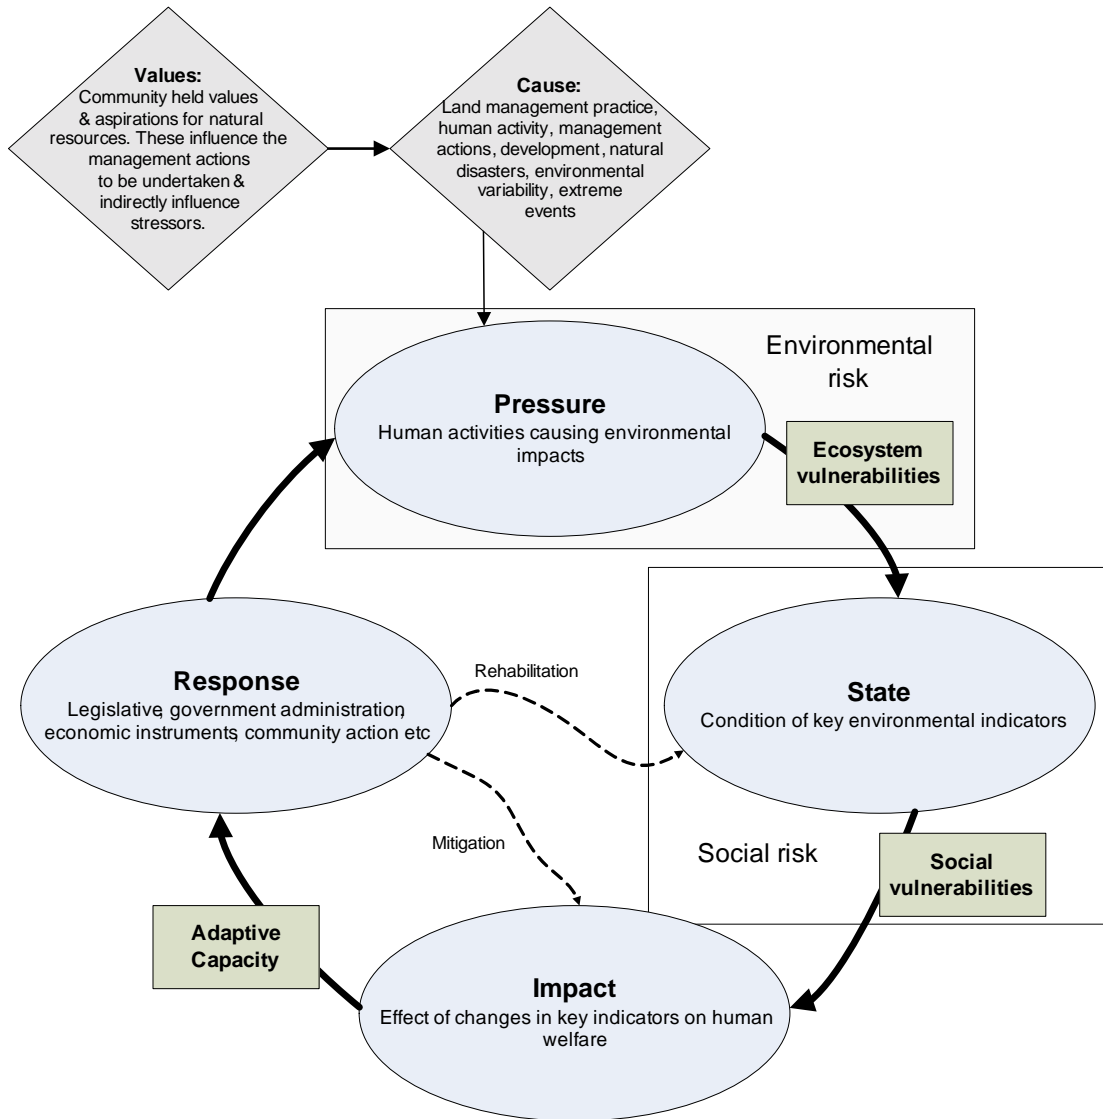 Values:
Community held values
& aspirations for natural
resources. These influence the
management actions
to be undertaken &
indirectly influence
stressors.
Cause:
Land management practice,
human activity, management
actions, development, natural
disasters, environmental
variability, extreme
events
Environmental
risk
Pressure
Human activities causing environmental
impacts
Ecosystem
vulnerabilities
Response
Legislative, government administration,
economic instruments, community action etc
Rehabilitation
State
Condition of key environmental indicators
Mitigation
Social risk
Social
vulnerabilities
Adaptive
Capacity
Impact
Effect of changes in key indicators on human
welfare